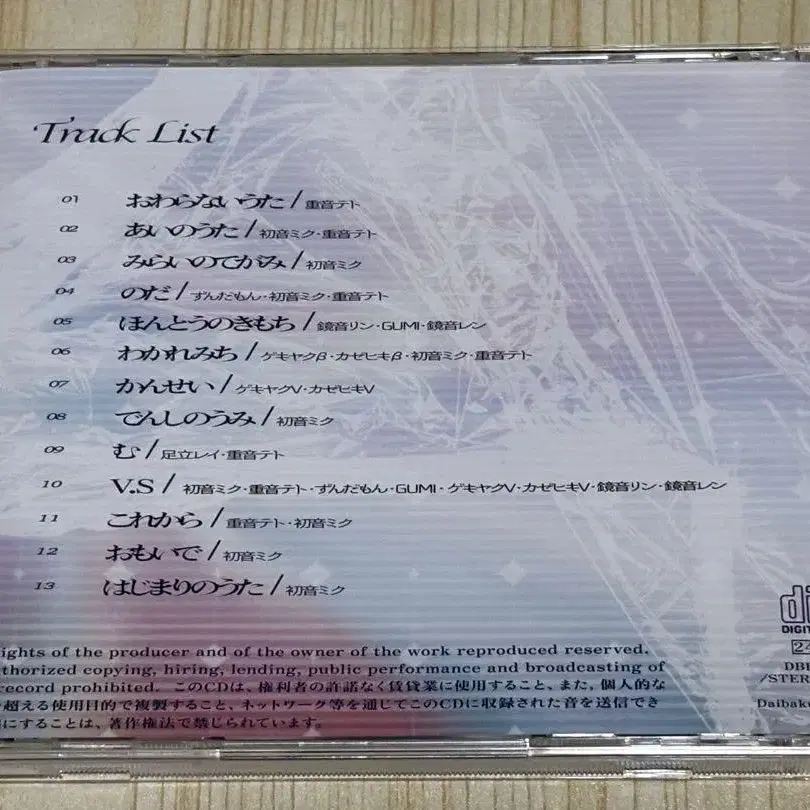 Track List
01 おわらないうた / 重音テト
02 あいのうた / 初音ミク・重音テト
03 みらいのてがみ / 初音ミク
04 のだ / ずんだもん・初音ミク・重音テト
05 ほんとうのきもち / 鏡音リン・GUMI・鏡音レン
06 わかれみち / ゲキヤクβ・カゼヒキβ・初音ミク・重音テト
07 かんせい / ゲキヤクV・カゼヒキV
08 でんしのうみ / 初音ミク
09 む / 足立レイ・重音テト
10 V.S / 初音ミク・重音テト・ずんだもん・GUMI・ゲキヤクV・カゼヒキV・鏡音リン・鏡音レン
11 これから / 重音テト・初音ミク
12 おもいで / 初音ミク
13 はじまりのうた / 初音ミク
ights of the producer and of the owner of the work reproduced reserved.
thorized copying, hiring, lending, public performance and broadcasting of
record prohibited. このCDは、権利者の許諾なく賃貸業に使用すること、また、個人的な
超える使用目的で複製すること、ネットワーク等を通じてこのCDに収録された音を送信でき
にすることは、著作権法で禁じられています。
di
DIGIT
24
DB
/STER
Daibak